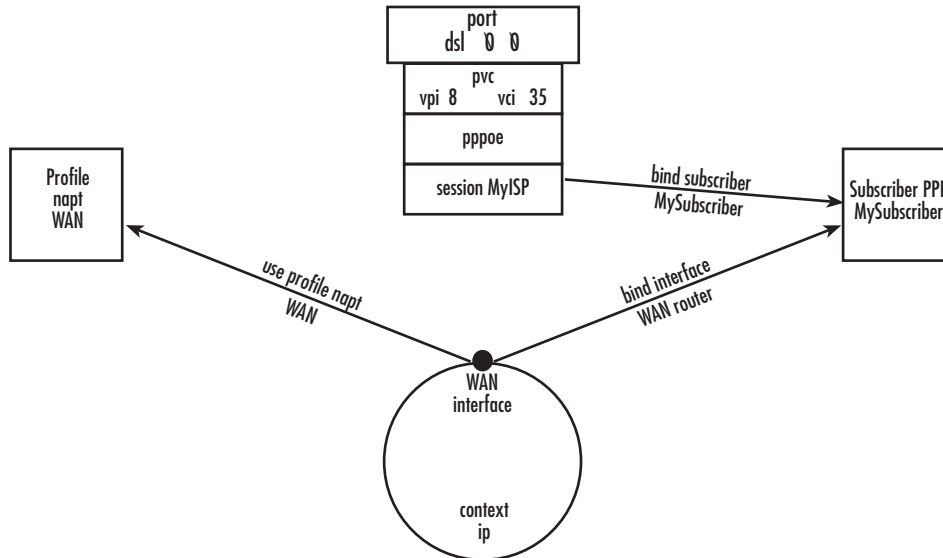 port
dsl 0 0
pvc
vpi 8 vci 35
pppoe
session MyISP
Profile
napt
WAN
bind subscriber
MySubscriber
Subscriber PPP
MySubscriber
use profile napt
WAN
bind interface
WAN router
WAN
interface
context
ip